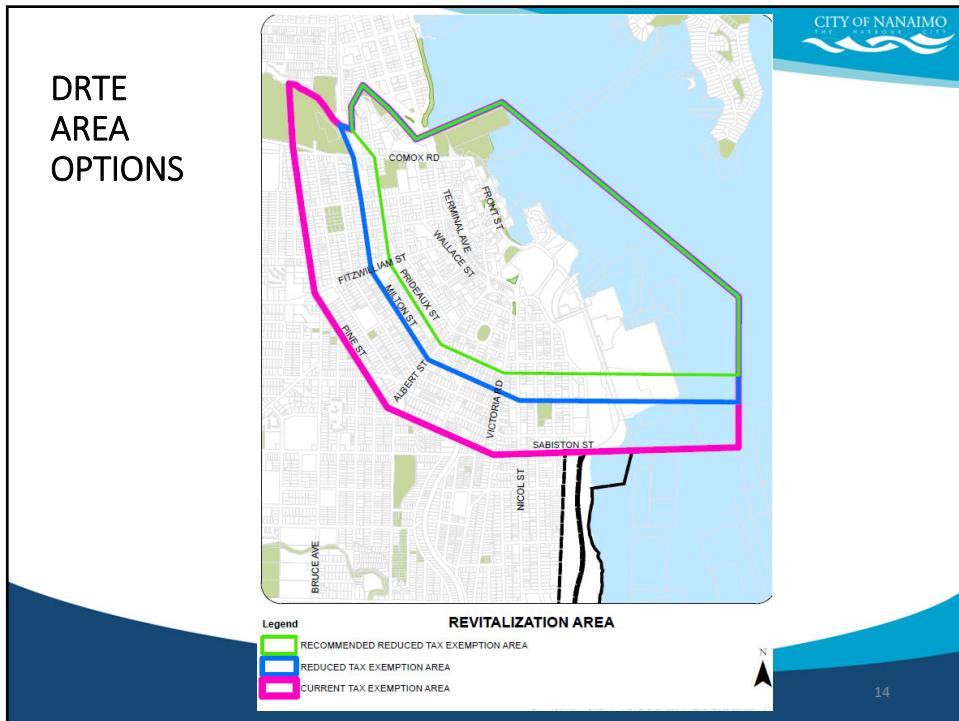 DRTE
AREA
OPTIONS
CITY OF NANAIMO
THE HARBOUR CITY
COMOX RD
FRONT ST
TERMINAL AVE
WALLACE ST
FITZWILLIAM ST
PRIDEAUX ST
MILTON ST
PINE ST
ALBERT ST
VICTORIA RD
SABISTON ST
NICOL ST
BRUCE AVE
Legend
REVITALIZATION AREA
RECOMMENDED REDUCED TAX EXEMPTION AREA
REDUCED TAX EXEMPTION AREA
CURRENT TAX EXEMPTION AREA
N
14